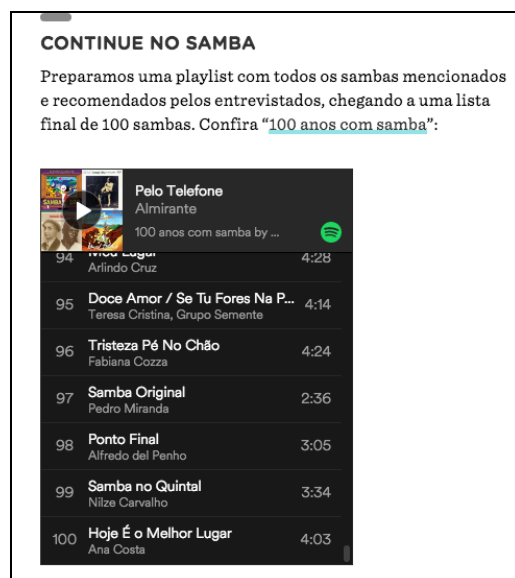 CONTINUE NO SAMBA
Preparamos uma playlist com todos os sambas mencionados
e recomendados pelos entrevistados, chegando a uma lista
final de 100 sambas. Confira “100 anos com samba”:
Pelo Telefone
Almirante
100 anos com samba by ...
94 Meu Lugar 4:28
Arlindo Cruz
95 Doce Amor / Se Tu Fores Na P... 4:14
Teresa Cristina, Grupo Semente
96 Tristeza Pé No Chão 4:24
Fabiana Cozza
97 Samba Original 2:36
Pedro Miranda
98 Ponto Final 3:05
Alfredo del Penho
99 Samba no Quintal 3:34
Nilze Carvalho
100 Hoje É o Melhor Lugar 4:03
Ana Costa